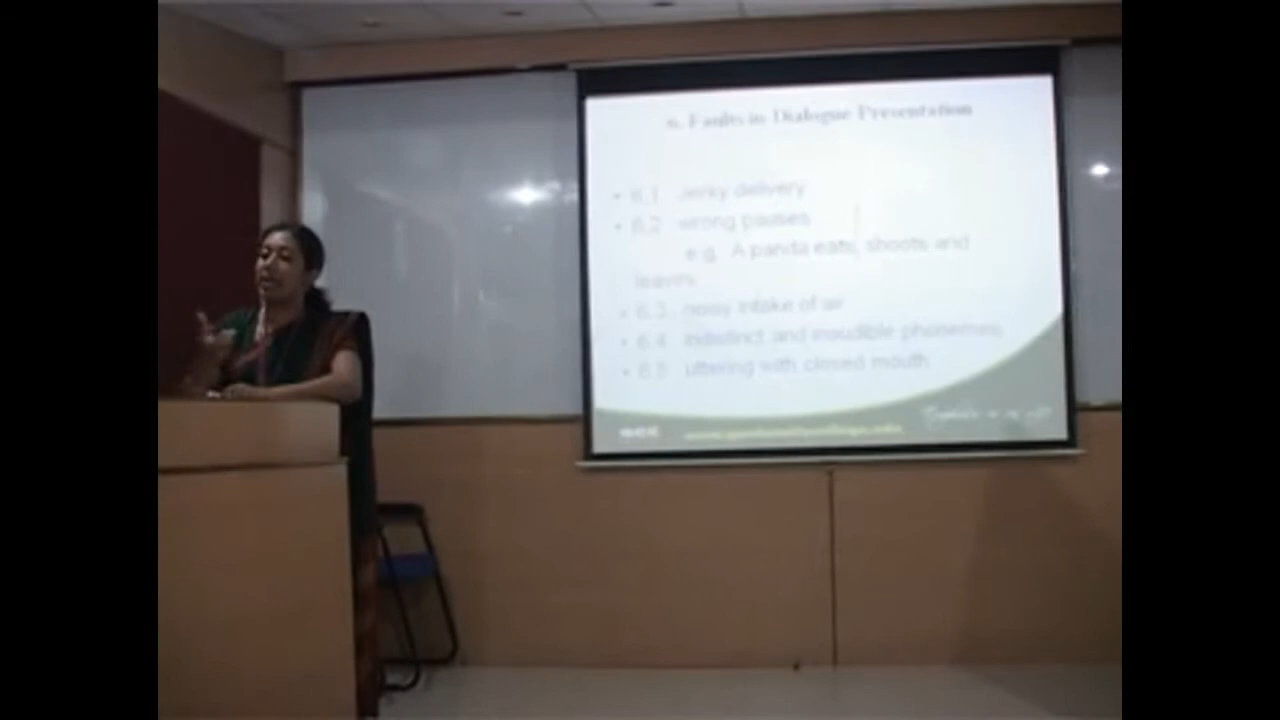 6. Faults in Dialogue Presentation
• 6.1 Jerky delivery
• 6.2 wrong pauses
e.g. A panda eats, shoots and
leaves
• 6.3 noisy intake of air
• 6.4 indistinct and inaudible phonemes
• 6.5 uttering with closed mouth